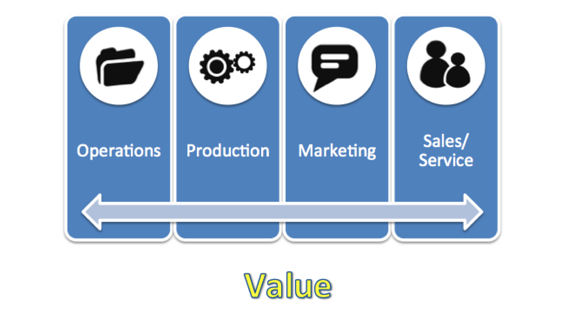 Operations
Production
Marketing
Sales/
Service
Value